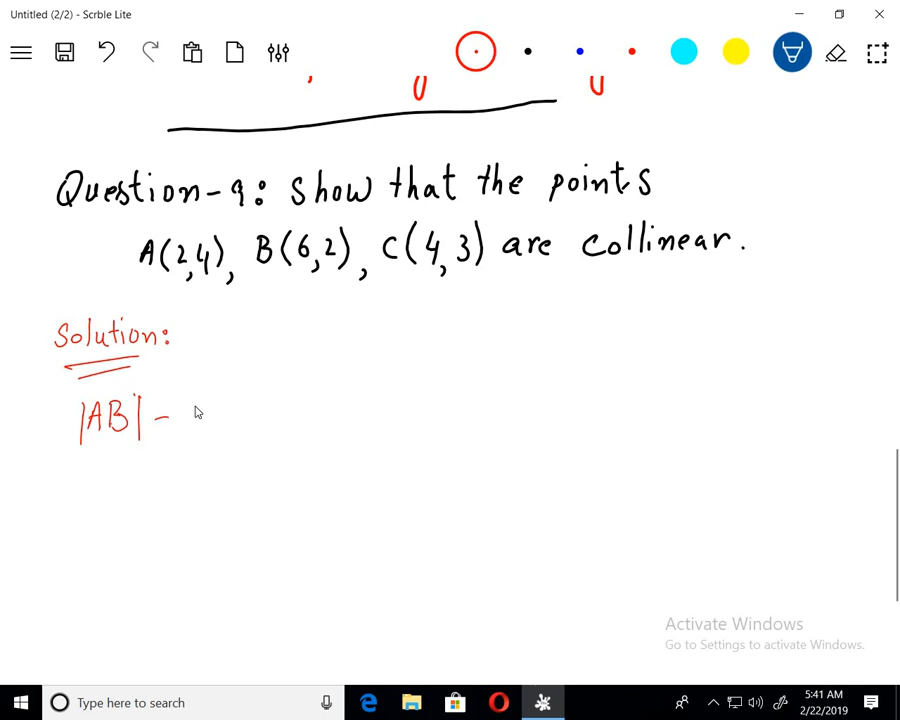 Untitled (2/2) - Scrble Lite
Question-9: Show that the points
A(2,4), B(6,2), C(4,3) are collinear.
Solution:
|AB| -
Activate Windows
Go to Settings to activate Windows.
Type here to search
5:41 AM
2/22/2019